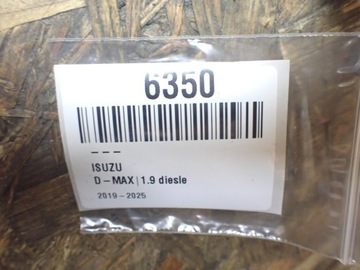 6350
– – –
ISUZU
D – MAX | 1.9 diesle
2019 – 2025